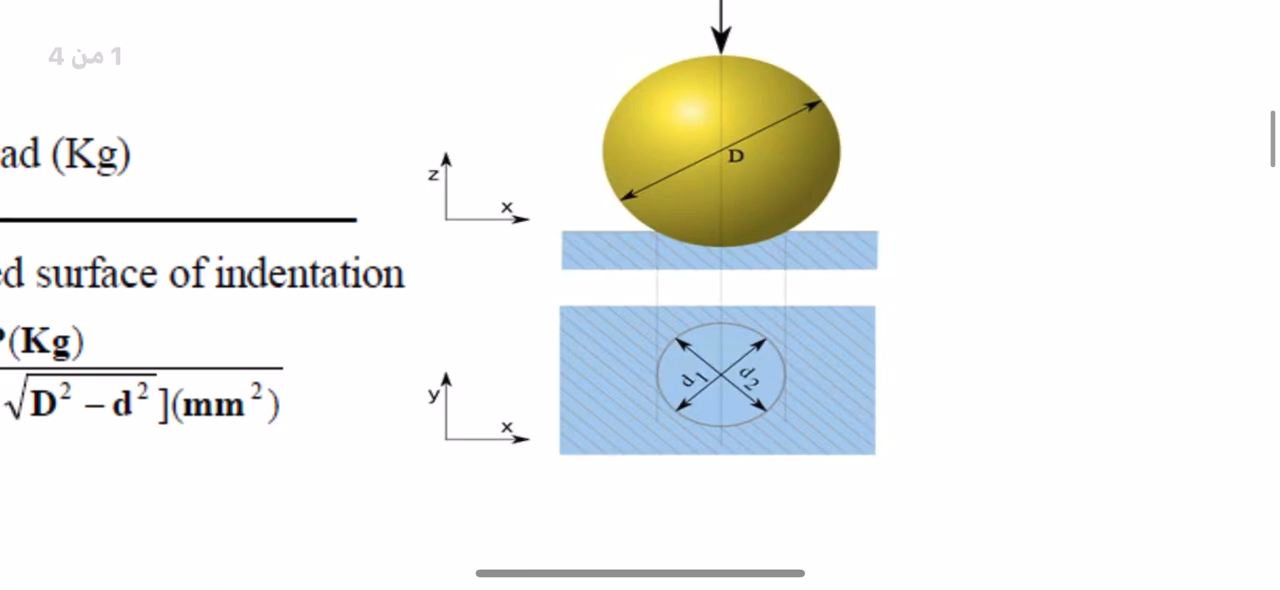 1 من 4
ad (Kg)
d surface of indentation
(Kg)
√D² – d² ](mm²)
z
x
D
y
x
d1
d2